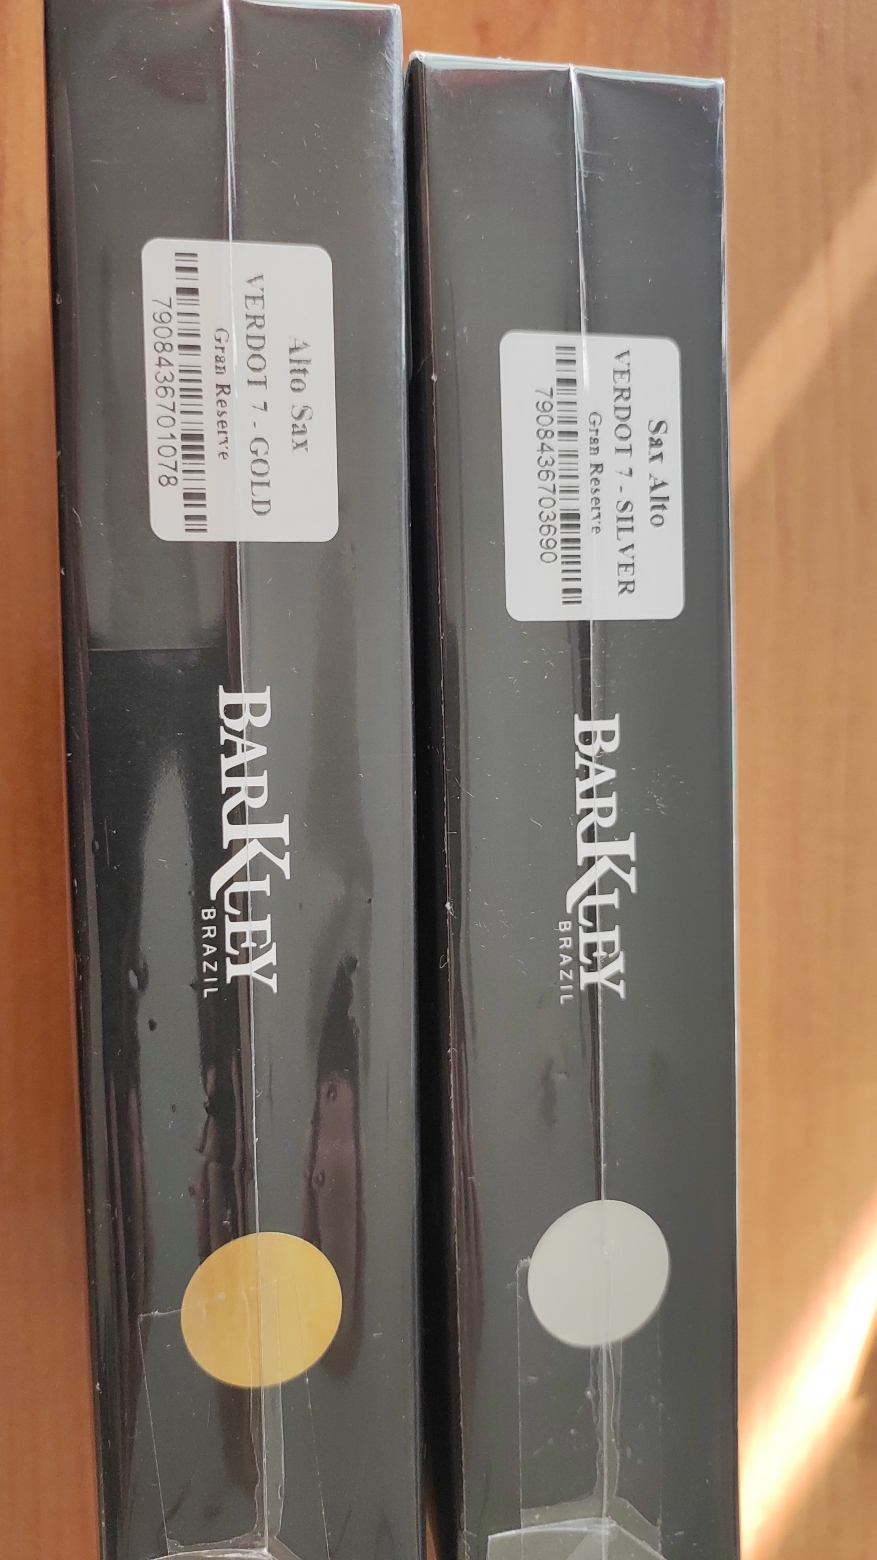 Alto Sax
VERDOT 7 - GOLD
Gran Reserve
7908436701078
BARKLEY
BRAZIL
Sax Alto
VERDOT 7 - SILVER
Gran Reserve
7908436703690
BARKLEY
BRAZIL